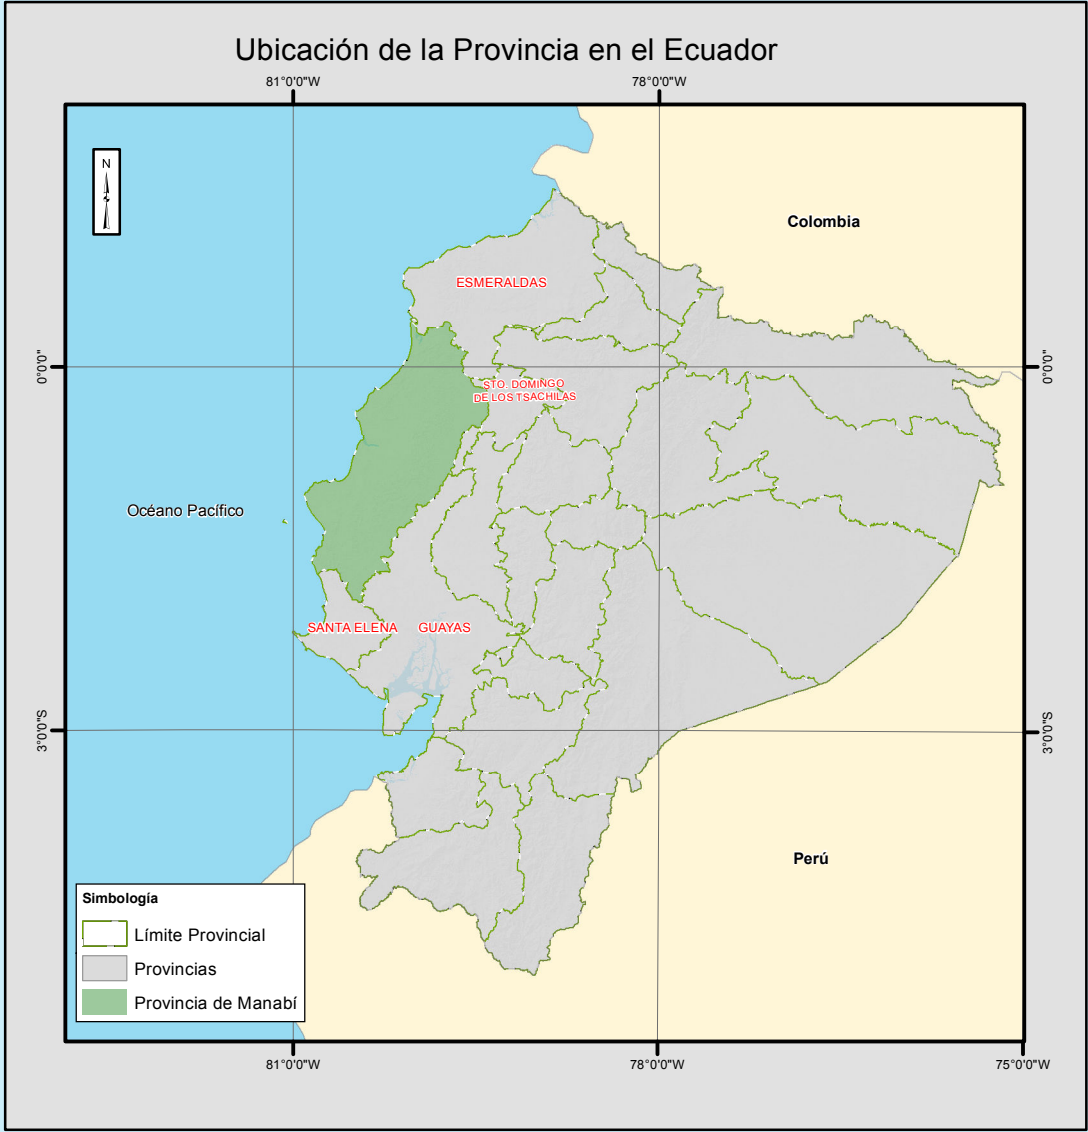 Ubicación de la Provincia en el Ecuador
81°0'0"W
78°0'0"W
N
Colombia
ESMERALDAS
0°0'0"
0°0'0"
STO. DOMINGO
DE LOS TSACHILAS
Océano Pacífico
SANTA ELENA
GUAYAS
3°0'0"S
3°0'0"S
Perú
Simbología
Límite Provincial
Provincias
Provincia de Manabí
81°0'0"W
78°0'0"W
75°0'0"W